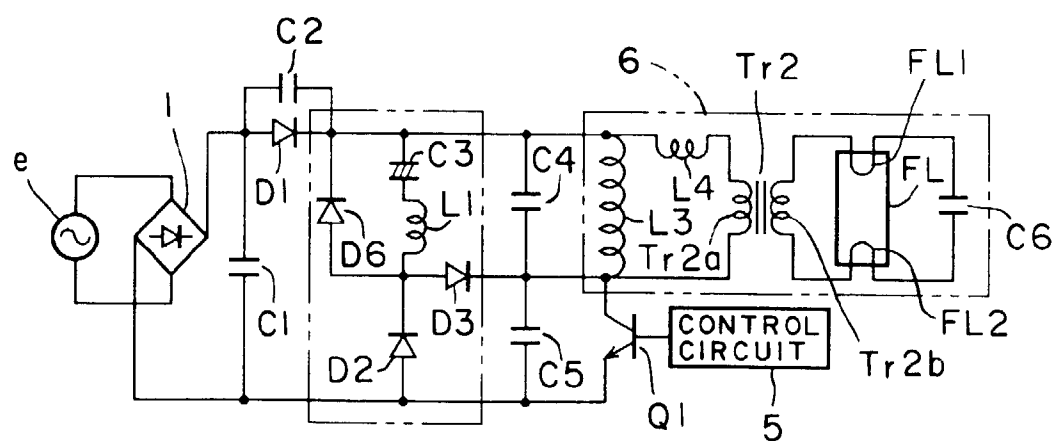 C2
6
Tr2
FL1
1
e
D1
C3
C4
L4
FL
L1
L3
D6
Tr2a
C6
C1
D3
FL2
D2
C5
CONTROL
CIRCUIT
Tr2b
Q1
5